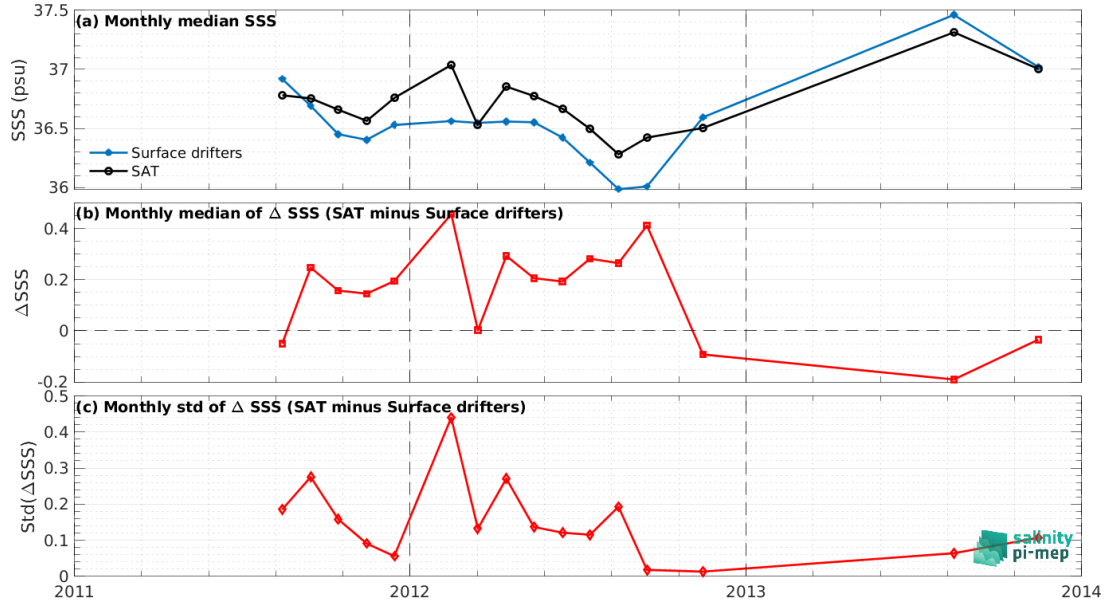 (a) Monthly median SSS
37.5
37
36.5
36
SSS (psu)
Surface drifters
SAT
(b) Monthly median of Δ SSS (SAT minus Surface drifters)
0.4
0.2
0
-0.2
ΔSSS
(c) Monthly std of Δ SSS (SAT minus Surface drifters)
0.5
0.4
0.3
0.2
0.1
0
Std(ΔSSS)
2011
2012
2013
2014
salinity
pi-mep